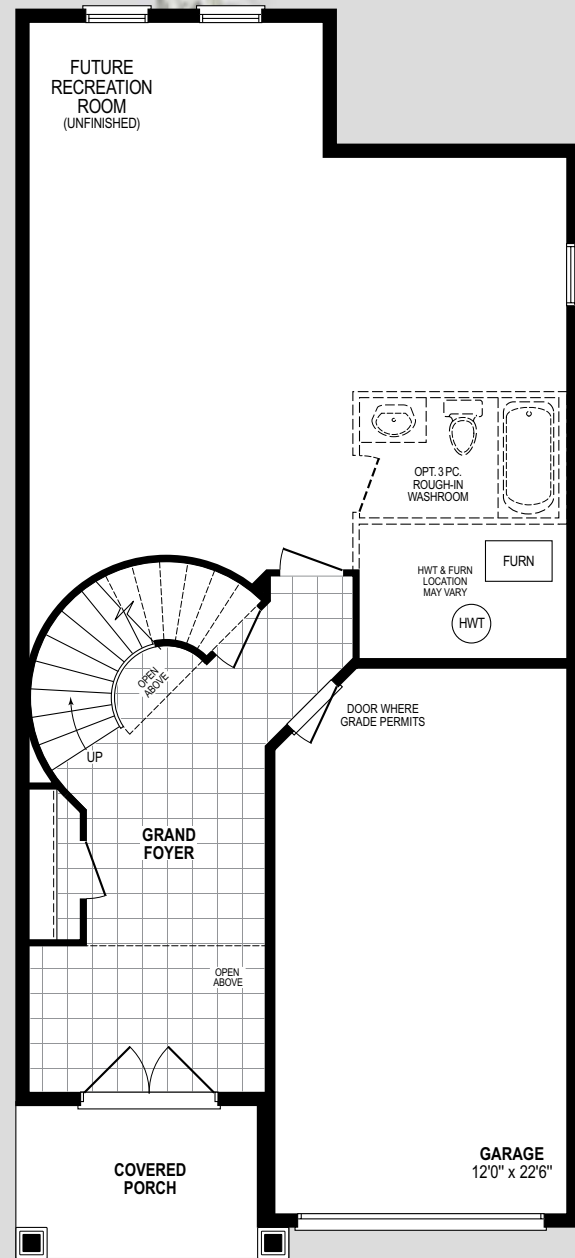 FUTURE
RECREATION
ROOM
(UNFINISHED)
OPT. 3 PC.
ROUGH-IN
WASHROOM
HWT & FURN
LOCATION
MAY VARY
FURN
HWT
OPEN
ABOVE
UP
DOOR WHERE
GRADE PERMITS
GRAND
FOYER
OPEN
ABOVE
COVERED
PORCH
GARAGE
12'0" x 22'6"